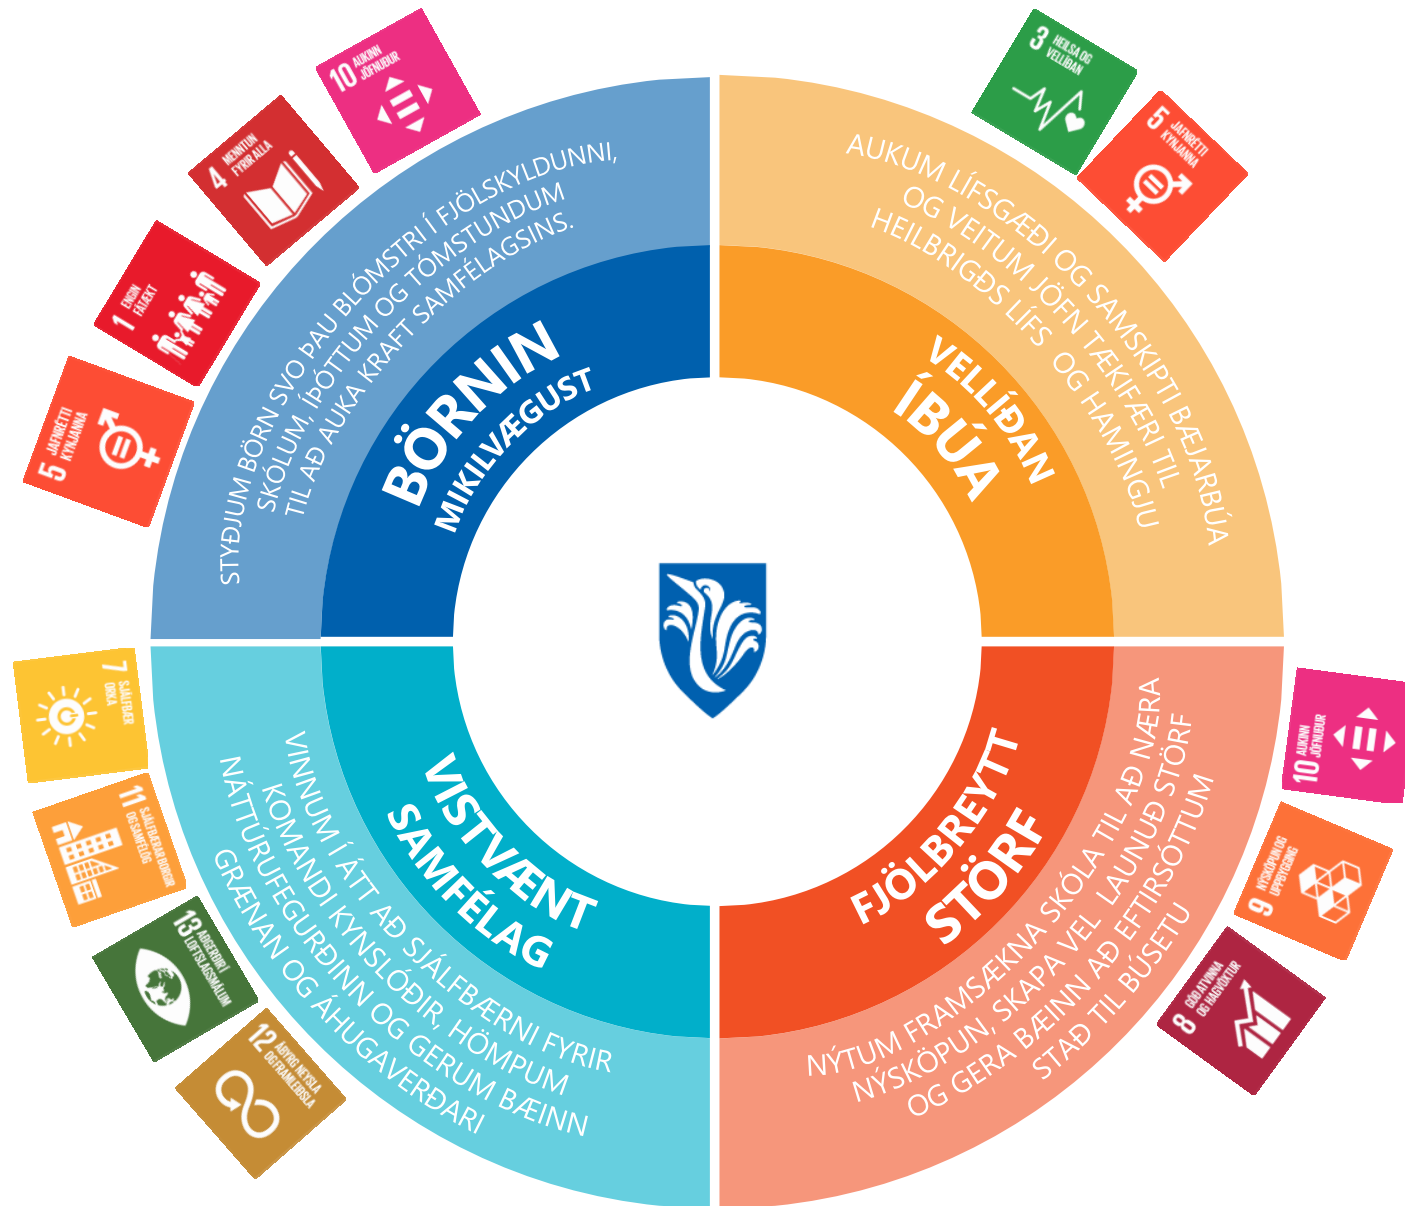 10 AUKINN
JÖFNUÐUR
4 MENNTUN
FYRIR ALLA
1 ENGIN
FÁTÆKT
5 JAFNRÉTTI
KYNJANNA
STYÐJUM BÖRN SVO ÞAU BLÓMSTRI Í FJÖLSKYLDUNNI,
SKÓLUM, ÍÞÓTTUM OG TÓMSTUNDUM
TIL AÐ AUKA KRAFT SAMFÉLAGSINS.
BÖRNIN
MIKILVÆGUST
3 HEILSA OG
VELLÍÐAN
5 JAFNRÉTTI
KYNJANNA
AUKUM LÍFSGÆÐI OG SAMSKIPTI BÆJARBÚA
OG VEITUM JÖFN TÆKIFÆRI TIL
HEILBRIGÐS LÍFS OG HAMINGJU
VELLÍÐAN
ÍBÚA
7 SJÁLFBÆR
ORKA
11 SJÁLFBÆRAR BORGIR
OG SAMFÉLÖG
13 AÐGERÐIR Í
LOFTSLAGSMÁLUM
12 ÁBYRG NEYSLA
OG FRAMLEIÐSLA
VISTVÆNT
SAMFÉLAG
VINNUM Í ÁTT AÐ SJÁLFBÆRNI FYRIR
KOMANDI KYNSLÓÐIR, HÖMPUM
NÁTTÚRUFEGURÐINN OG GERUM BÆINN
GRÆNAN OG ÁHUGAVERÐARI
10 AUKINN
JÖFNUÐUR
9 NÝSKÖPUN OG
UPPBYGGING
8 GÓÐ ATVINNA
OG HAGVÖXTUR
FJÖLBREYTT
STÖRF
NÝTUM FRAMSÆKNA SKÓLA TIL AÐ NÆRA
NÝSKÖPUN, SKAPA VEL LAUNUÐ STÖRF
OG GERA BÆINN AÐ EFTIRSÓTTUM
STAÐ TIL BÚSETU